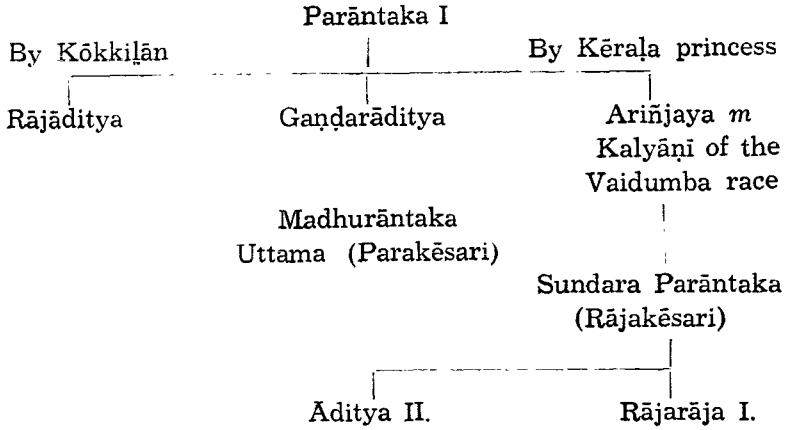 Parāntaka I
By Kōkkiḻān
By Kēraḷa princess
Rājāditya
Gaṇḍarāditya
Ariñjaya m
Kalyāṇī of the
Vaidumba race
Madhurāntaka
Uttama (Parakēsari)
Sundara Parāntaka
(Rājakēsari)
Āditya II.
Rājarāja I.